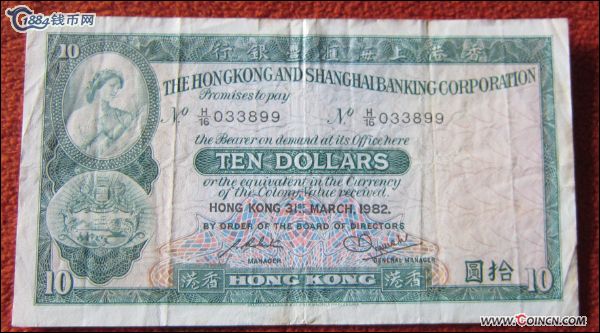 1884钱币网
10 行銀豐滙海上港香
THE HONGKONG AND SHANGHAI BANKING CORPORATION
Promises to pay
No H/16 033899 No H/16 033899
the Bearer on demand at its Office here
TEN DOLLARS
or the equivalent in the Currency
of the Colony, Value received.
HONG KONG 31ST MARCH, 1982.
BY ORDER OF THE BOARD OF DIRECTORS
MANAGER GENERAL MANAGER
10 港香 HONG KONG 港香 圓拾 10
www.COINCN.com